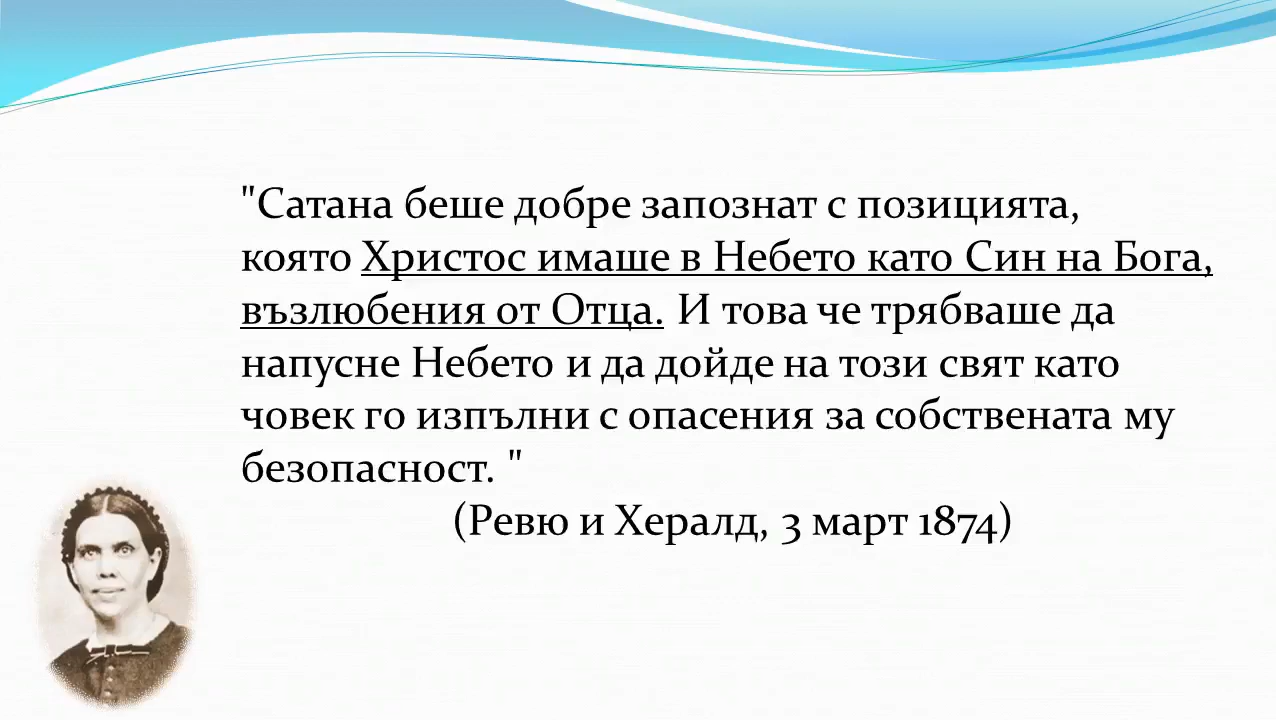 "Сатана беше добре запознат с позицията,
която Христос имаше в Небето като Син на Бога,
възлюбения от Отца. И това че трябваше да
напусне Небето и да дойде на този свят като
човек го изпълни с опасения за собствената му
безопасност. "
(Ревю и Хералд, 3 март 1874)